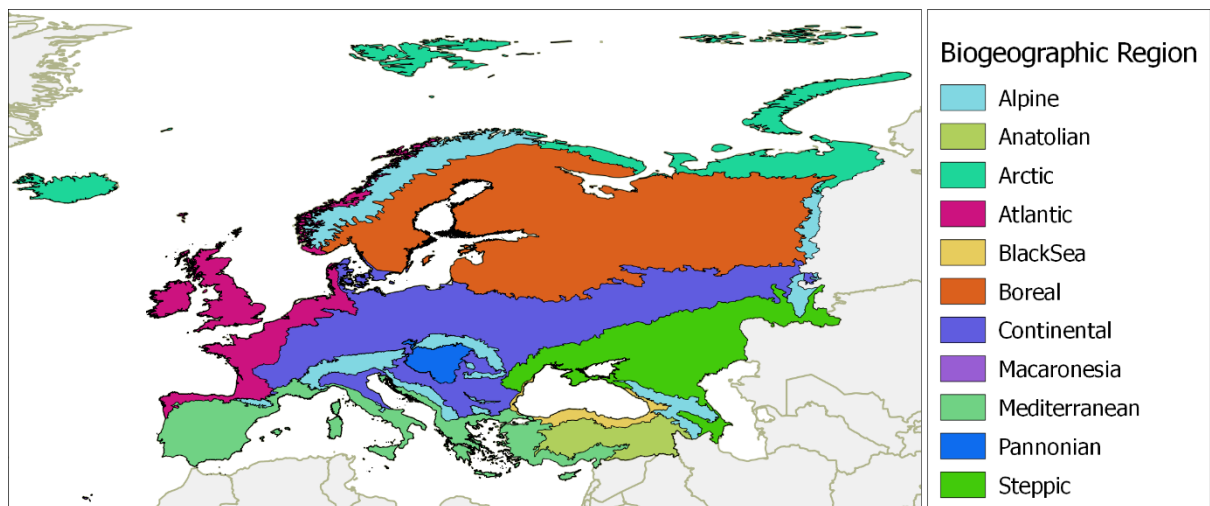 Biogeographic Region
Alpine
Anatolian
Arctic
Atlantic
BlackSea
Boreal
Continental
Macaronesia
Mediterranean
Pannonian
Steppic